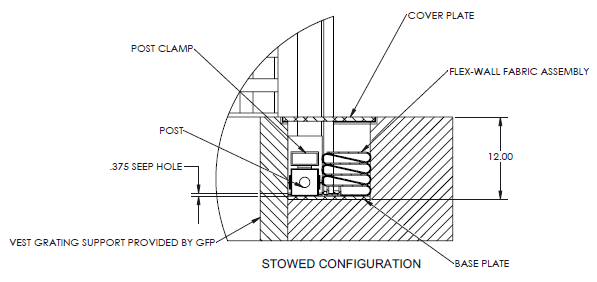 COVER PLATE
POST CLAMP
FLEX-WALL FABRIC ASSEMBLY
POST
.375 SEEP HOLE
12.00
VEST GRATING SUPPORT PROVIDED BY GFP
STOWED CONFIGURATION
BASE PLATE